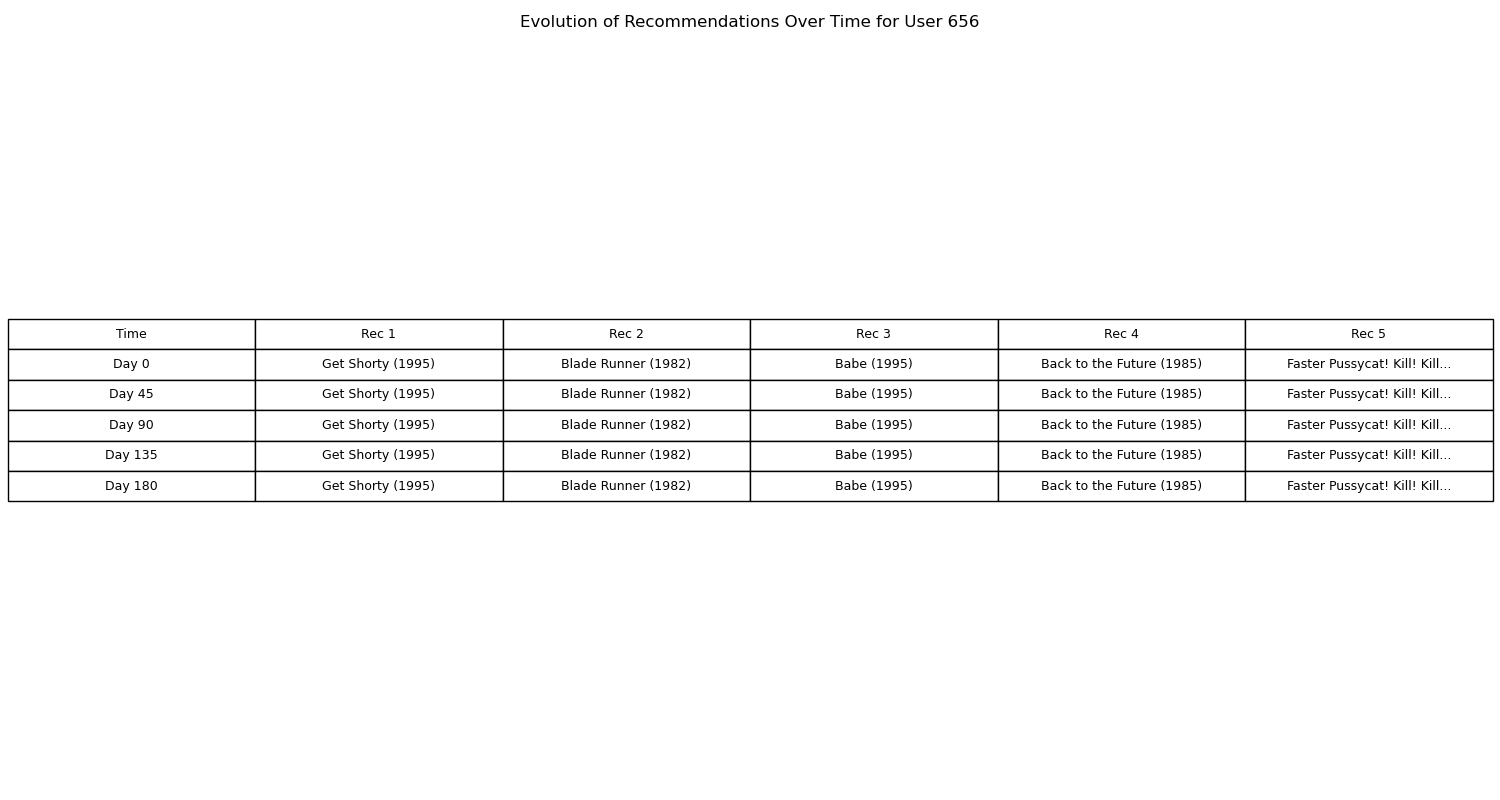 Evolution of Recommendations Over Time for User 656
Time Rec 1 Rec 2 Rec 3 Rec 4 Rec 5
Day 0 Get Shorty (1995) Blade Runner (1982) Babe (1995) Back to the Future (1985) Faster Pussycat! Kill! Kill...
Day 45 Get Shorty (1995) Blade Runner (1982) Babe (1995) Back to the Future (1985) Faster Pussycat! Kill! Kill...
Day 90 Get Shorty (1995) Blade Runner (1982) Babe (1995) Back to the Future (1985) Faster Pussycat! Kill! Kill...
Day 135 Get Shorty (1995) Blade Runner (1982) Babe (1995) Back to the Future (1985) Faster Pussycat! Kill! Kill...
Day 180 Get Shorty (1995) Blade Runner (1982) Babe (1995) Back to the Future (1985) Faster Pussycat! Kill! Kill...